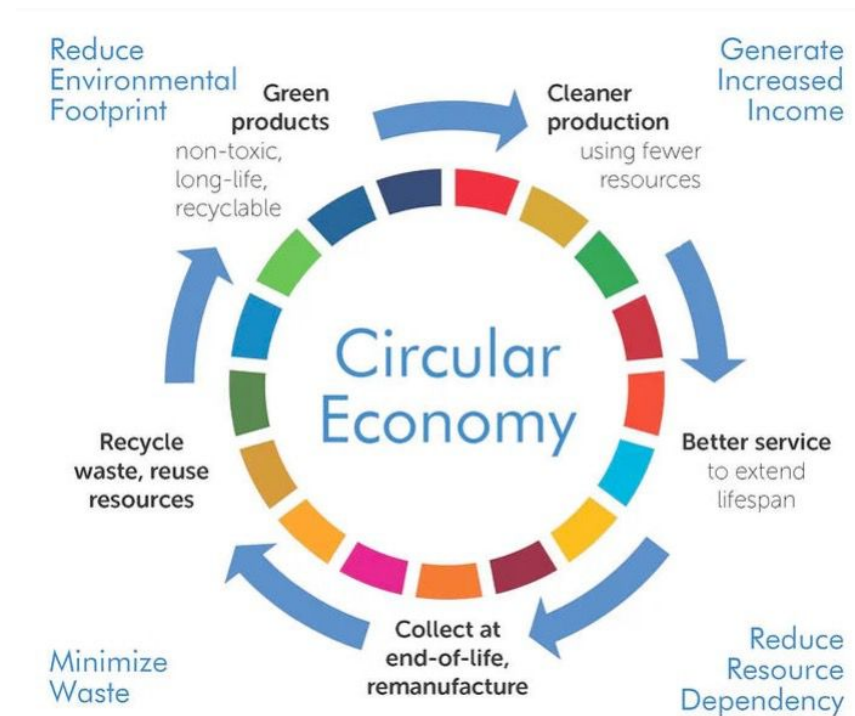 Reduce
Environmental
Footprint
Generate
Increased
Income
Green
products
non-toxic,
long-life,
recyclable
Cleaner
production
using fewer
resources
Circular
Economy
Recycle
waste, reuse
resources
Better service
to extend
lifespan
Collect at
end-of-life,
remanufacture
Minimize
Waste
Reduce
Resource
Dependency